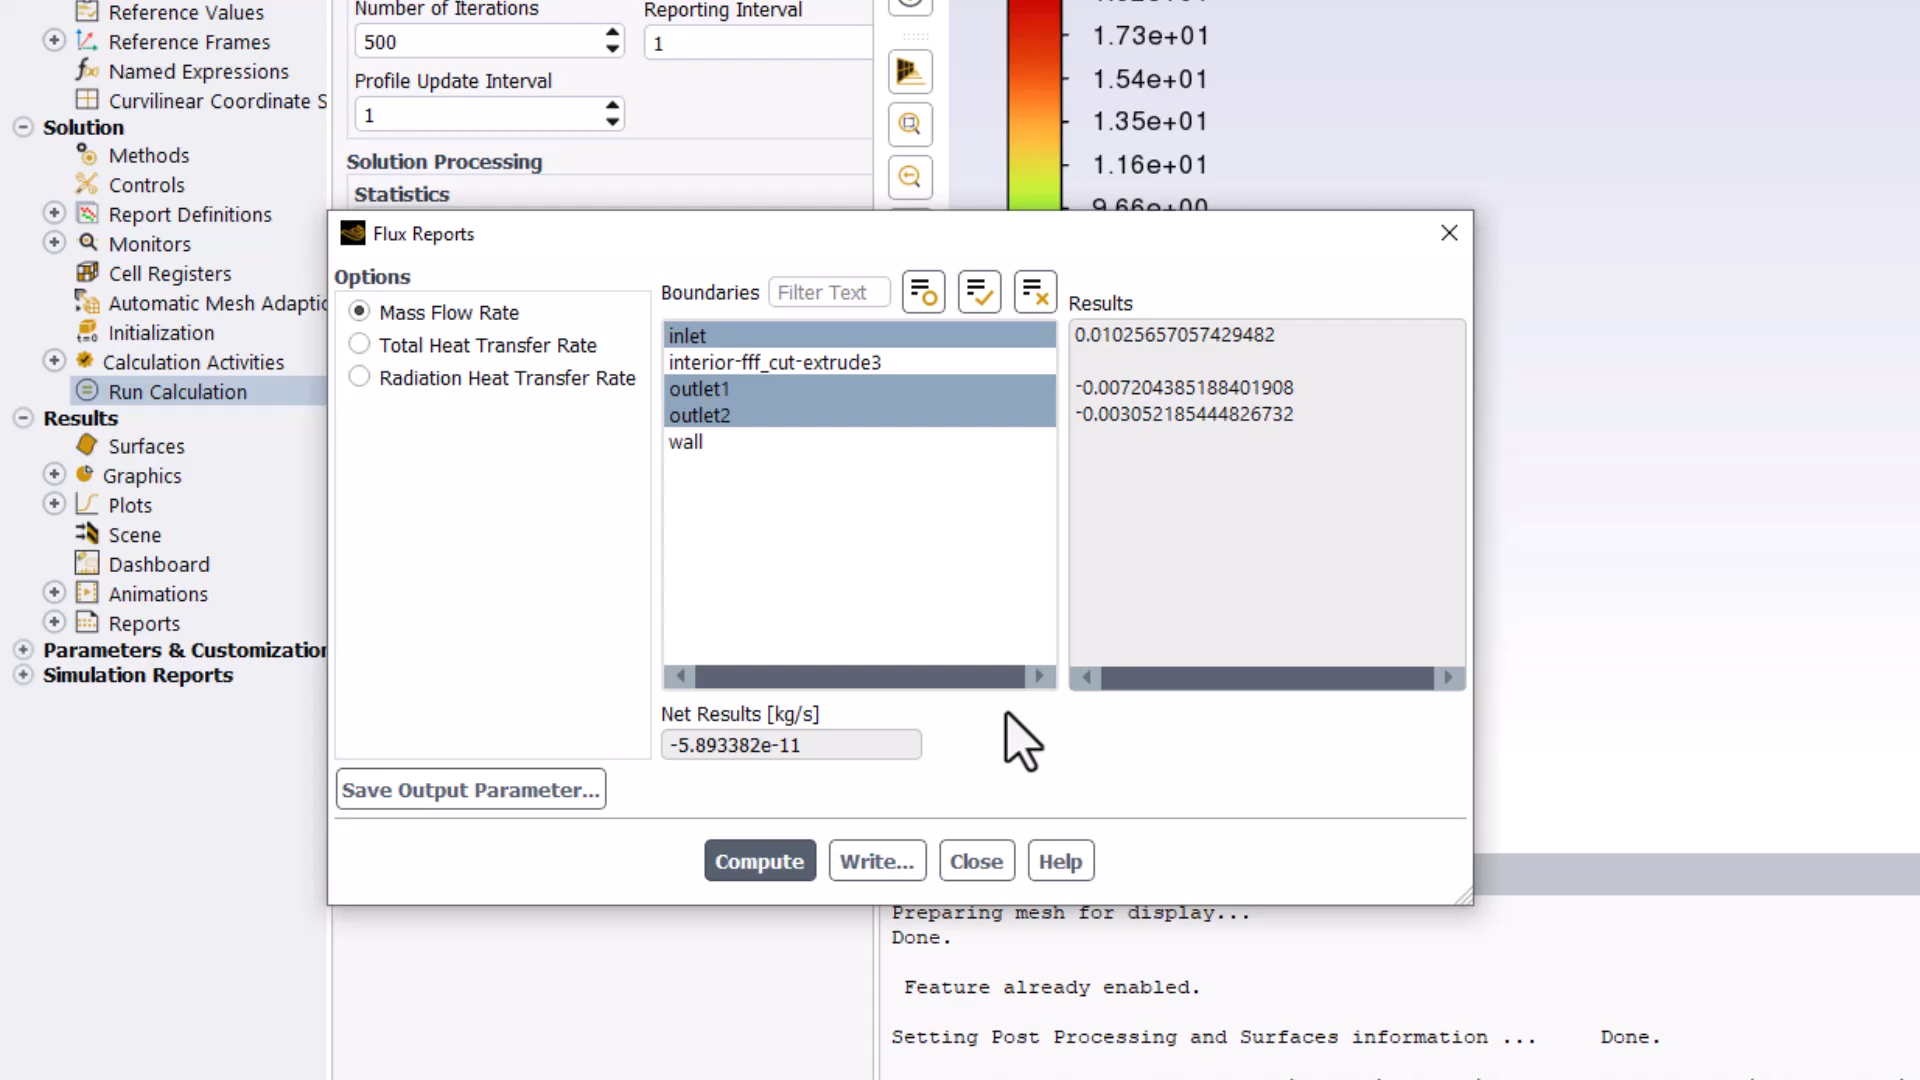 Reference Values
Reference Frames
Named Expressions
Curvilinear Coordinate S
Solution
Methods
Controls
Report Definitions
Monitors
Cell Registers
Automatic Mesh Adaptic
Initialization
Calculation Activities
Run Calculation
Results
Surfaces
Graphics
Plots
Scene
Dashboard
Animations
Reports
Parameters & Customization
Simulation Reports
Number of Iterations
500
Reporting Interval
1
Profile Update Interval
1
Solution Processing
Statistics
1.73e+01
1.54e+01
1.35e+01
1.16e+01
9.66e+00
Flux Reports
Options
Mass Flow Rate
Total Heat Transfer Rate
Radiation Heat Transfer Rate
Boundaries
Filter Text
inlet
interior-fff_cut-extrude3
outlet1
outlet2
wall
Results
0.01025657057429482
-0.007204385188401908
-0.003052185444826732
Net Results [kg/s]
-5.893382e-11
Save Output Parameter...
Compute
Write...
Close
Help
Preparing mesh for display...
Done.
Feature already enabled.
Setting Post Processing and Surfaces information ... Done.